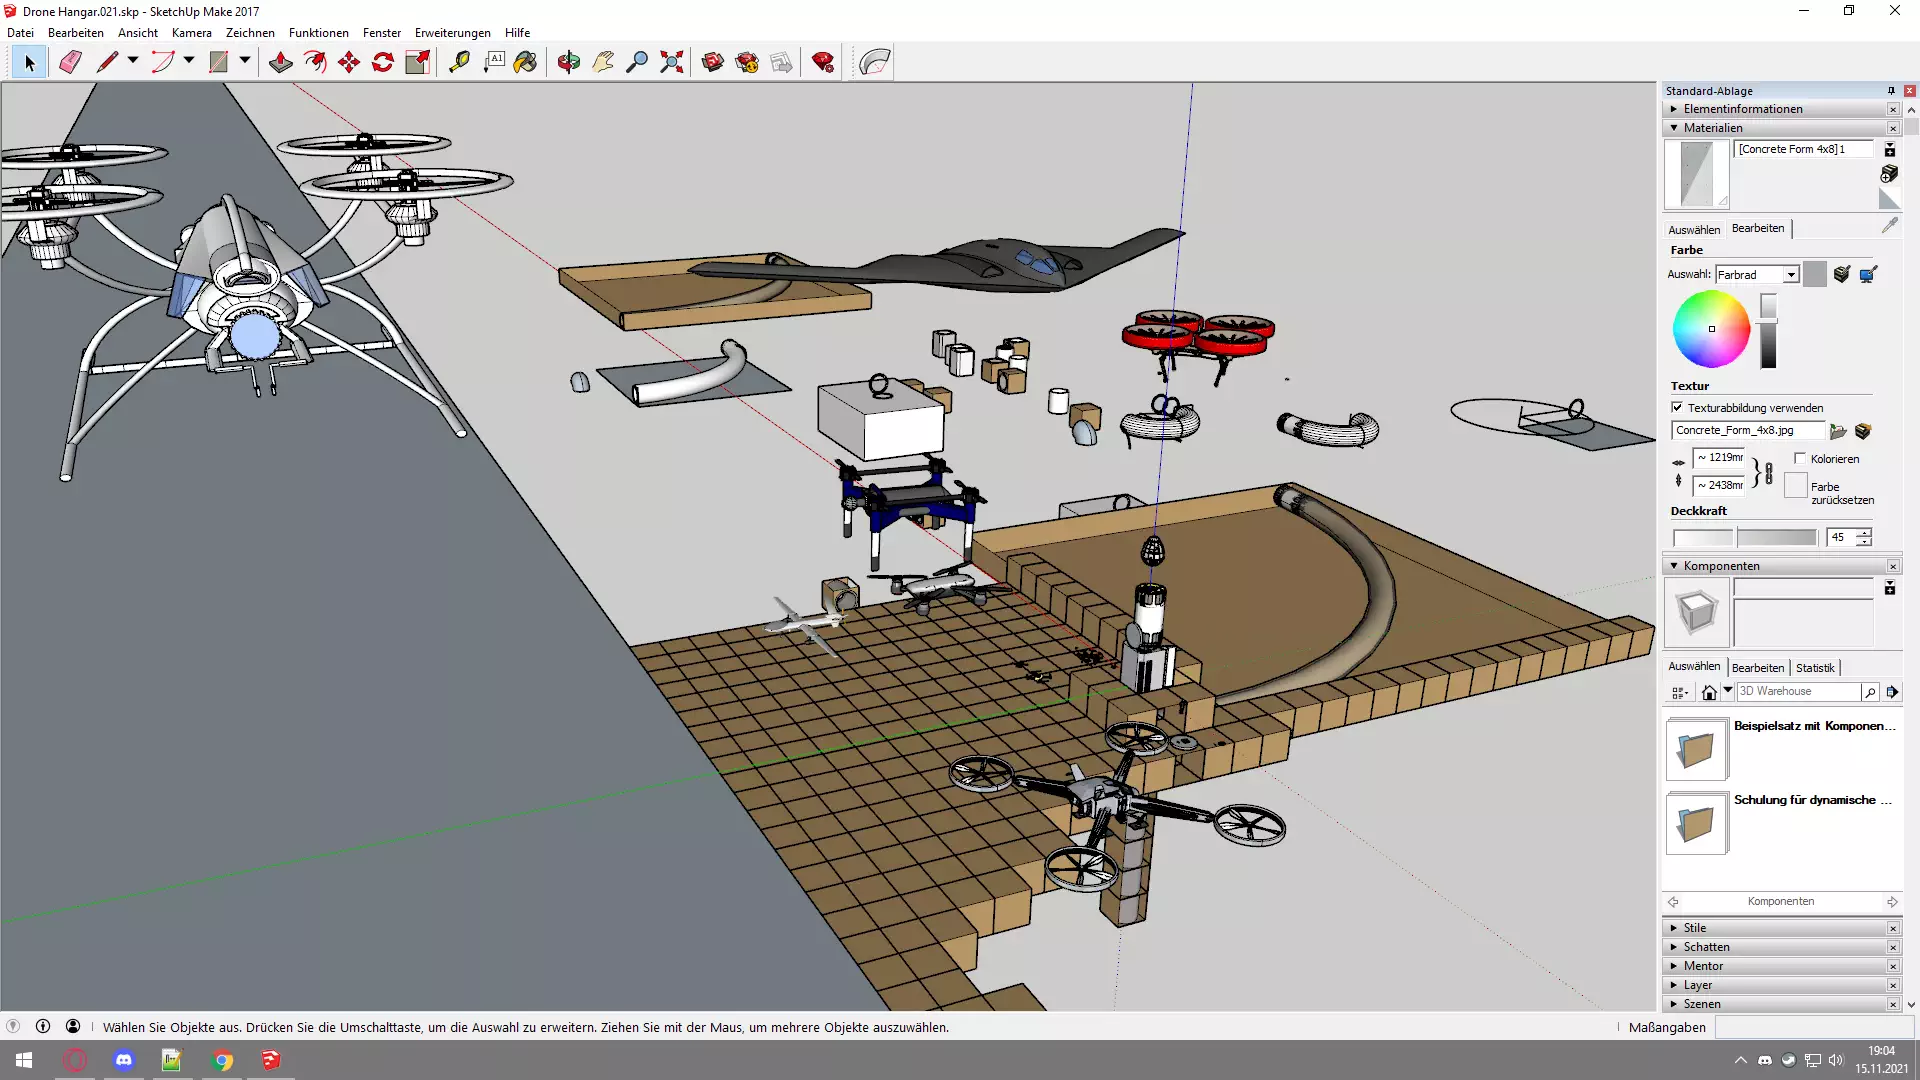 Drone Hangar.021.skp - SketchUp Make 2017
Datei Bearbeiten Ansicht Kamera Zeichnen Funktionen Fenster Erweiterungen Hilfe
A1
Standard-Ablage
Elementinformationen
Materialien
[Concrete Form 4x8]1
Auswählen Bearbeiten
Farbe
Auswahl: Farbrad
Textur
Texturabbildung verwenden
Concrete_Form_4x8.jpg
~ 1219mr
Kolorieren
~ 2438mr
Farbe
zurücksetzen
Deckkraft
45
Komponenten
Auswählen Bearbeiten Statistik
3D Warehouse
Beispielsatz mit Komponen...
Schulung für dynamische ...
Komponenten
Stile
Schatten
Mentor
Layer
Szenen
Wählen Sie Objekte aus. Drücken Sie die Umschalttaste, um die Auswahl zu erweitern. Ziehen Sie mit der Maus, um mehrere Objekte auszuwählen.
Maßangaben
19:04
15.11.2021